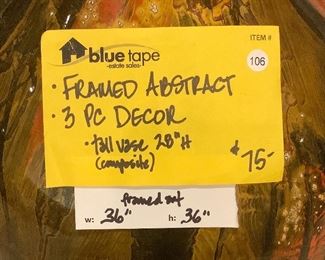 blue tape
-estate sales-
ITEM #
106
• FRAMED ABSTRACT
• 3 PC DECOR
• tall vase 28"H
(composite)
$75-
framed art
w: 36" h: 36"